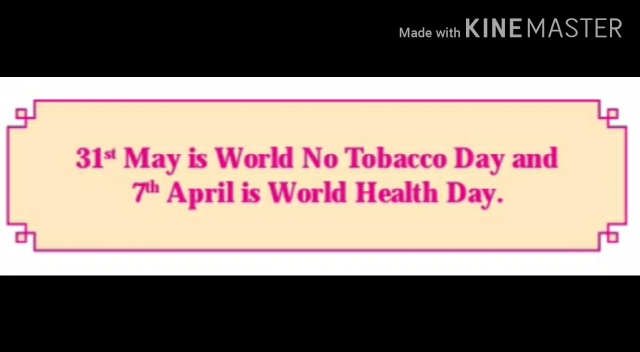 Made with KINEMASTER
31st May is World No Tobacco Day and
7th April is World Health Day.